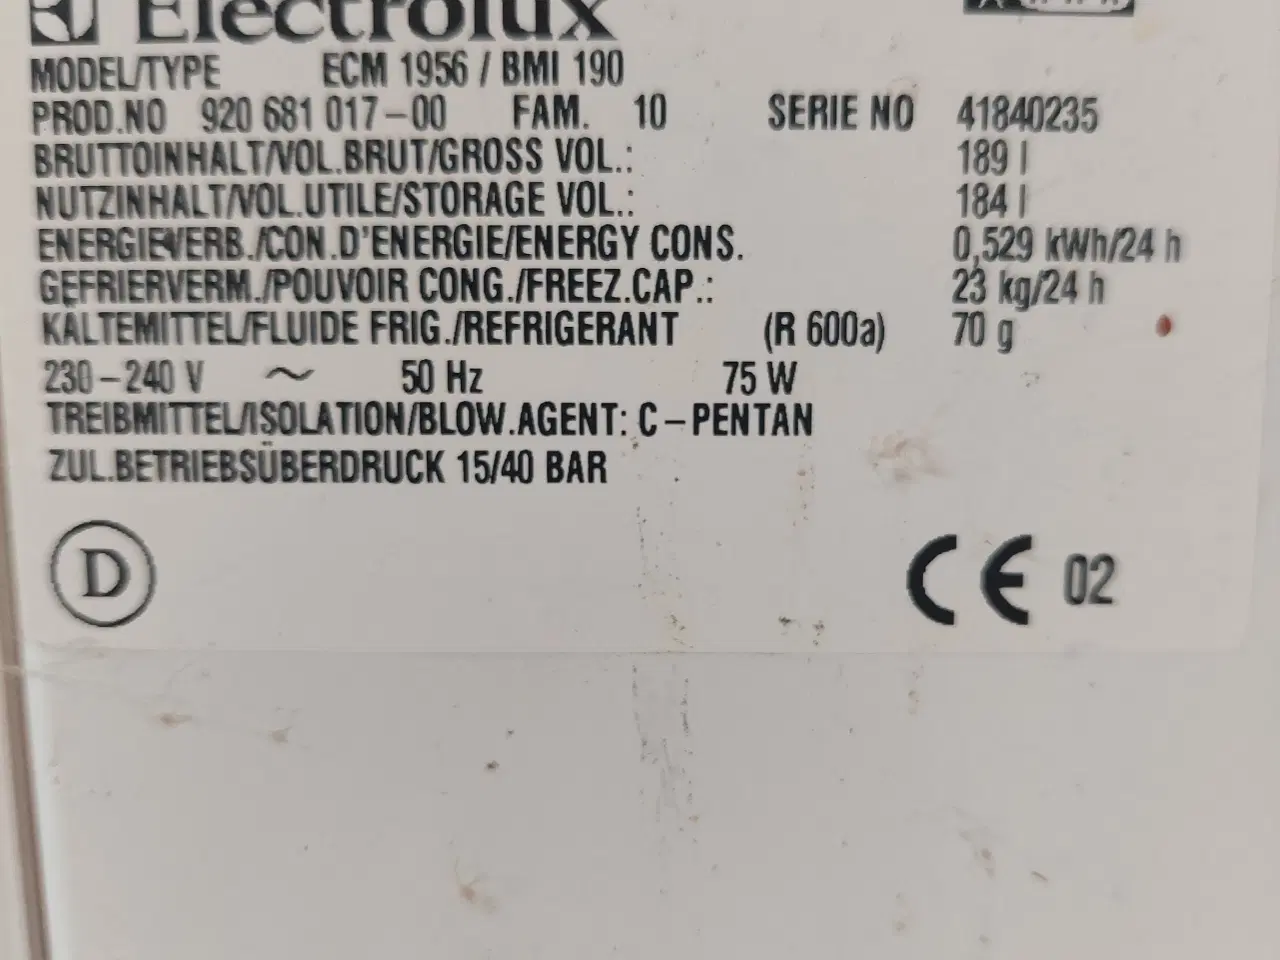 Electrolux
MODEL/TYPE ECM 1956 / BMI 190
PROD.NO 920 681 017-00 FAM. 10 SERIE NO 41840235
BRUTTOINHALT/VOL.BRUT/GROSS VOL.: 189 l
NUTZINHALT/VOL.UTILE/STORAGE VOL.: 184 l
ENERGIEVERB./CON.D'ENERGIE/ENERGY CONS. 0,529 kWh/24 h
GEFRIERVERM./POUVOIR CONG./FREEZ.CAP.: 23 kg/24 h
KÄLTEMITTEL/FLUIDE FRIG./REFRIGERANT (R 600a) 70 g
230-240 V ~ 50 Hz 75 W
TREIBMITTEL/ISOLATION/BLOW.AGENT: C-PENTAN
ZUL.BETRIEBSÜBERDRUCK 15/40 BAR
D CE 02